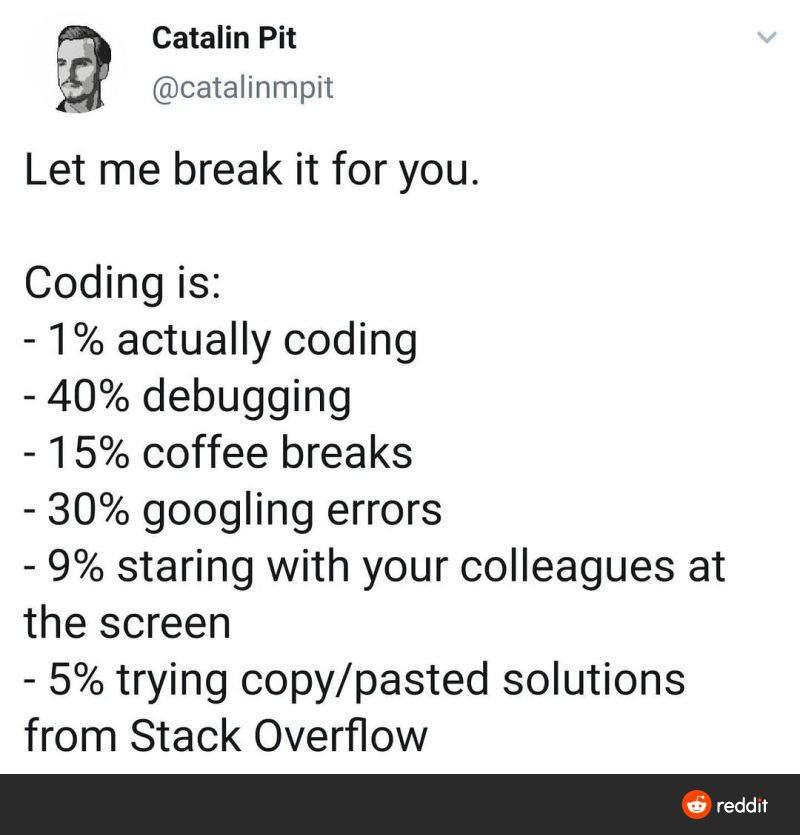 Catalin Pit
@catalinmpit
Let me break it for you.
Coding is:
- 1% actually coding
- 40% debugging
- 15% coffee breaks
- 30% googling errors
- 9% staring with your colleagues at
the screen
- 5% trying copy/pasted solutions
from Stack Overflow
reddit